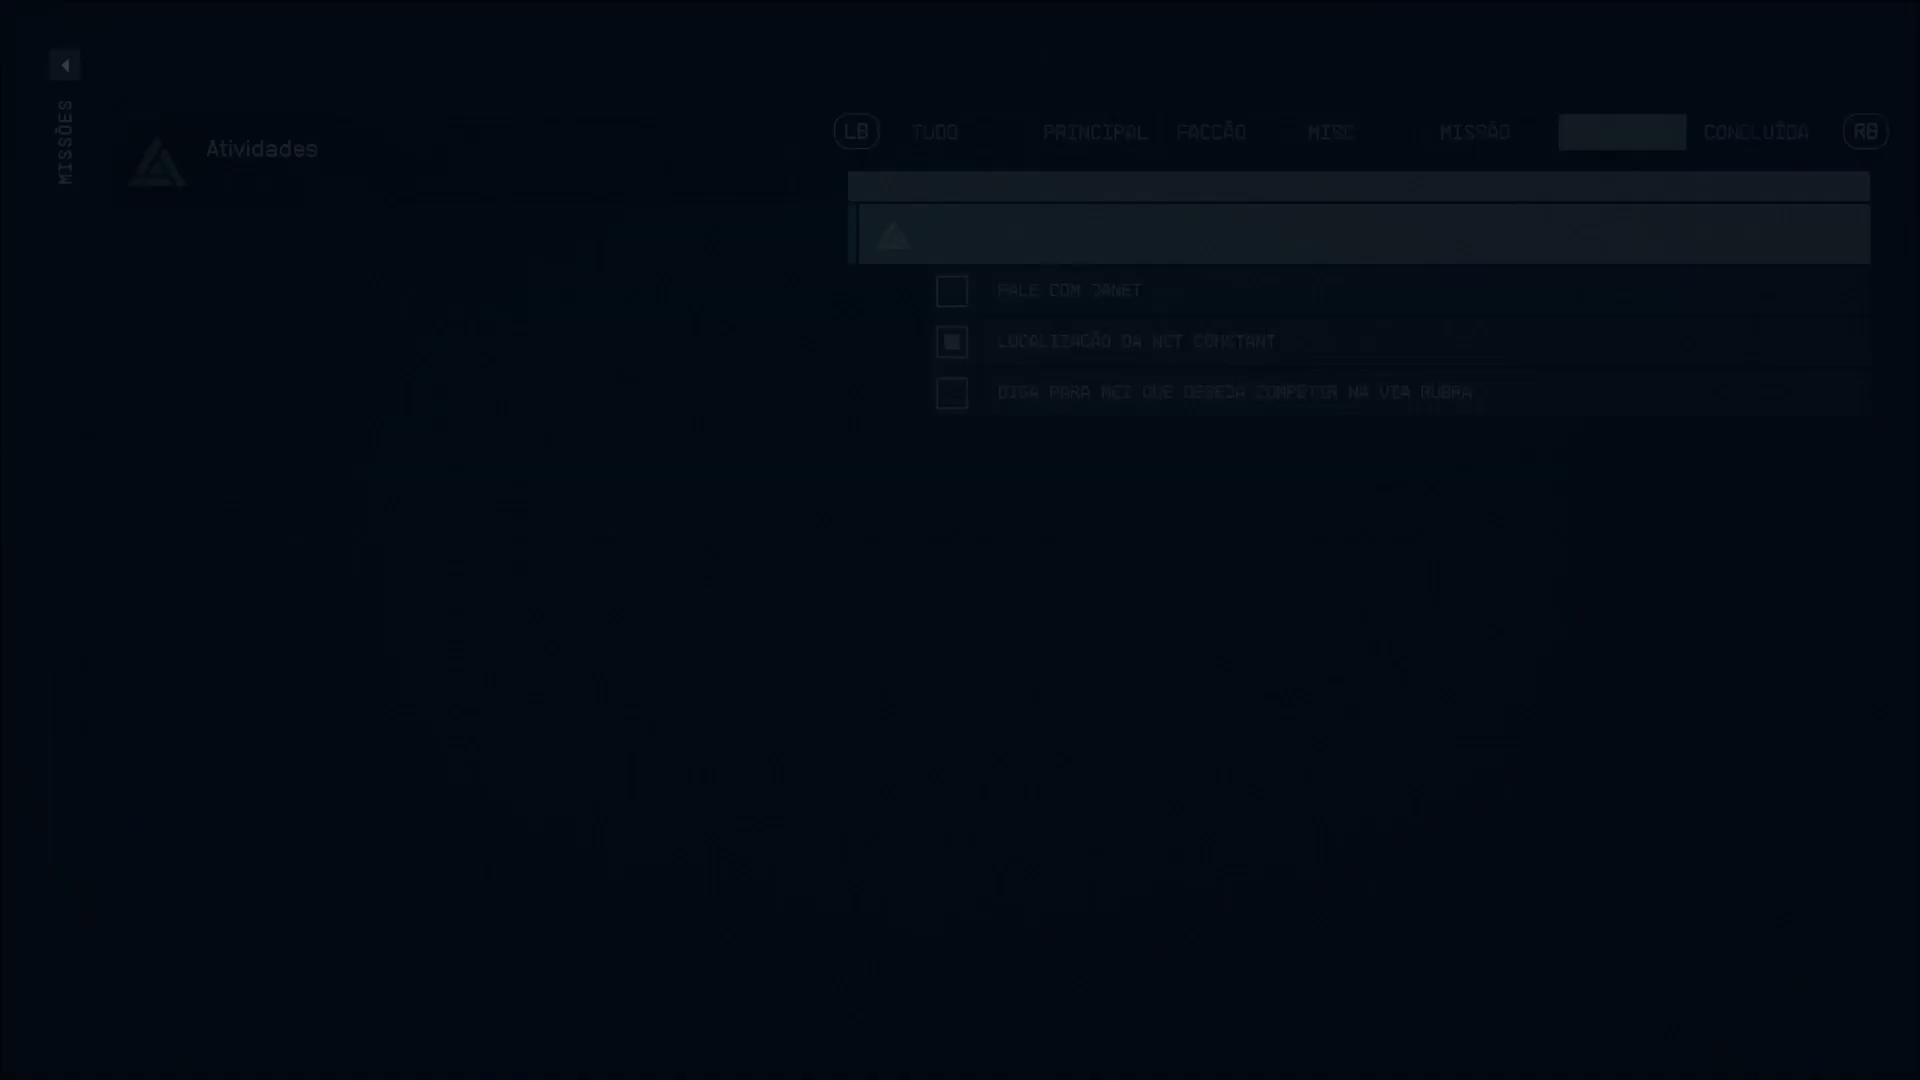 MISSÕES
Atividades
LB TUDO PRINCIPAL FACÇÃO MISC MISSÃO CONCLUÍDA RB
FALE COM JANET
LOCALIZAÇÃO DA NCT CONSTANT
DIGA PARA MEI QUE DESEJA COMPETIR NA VIA RUBRA